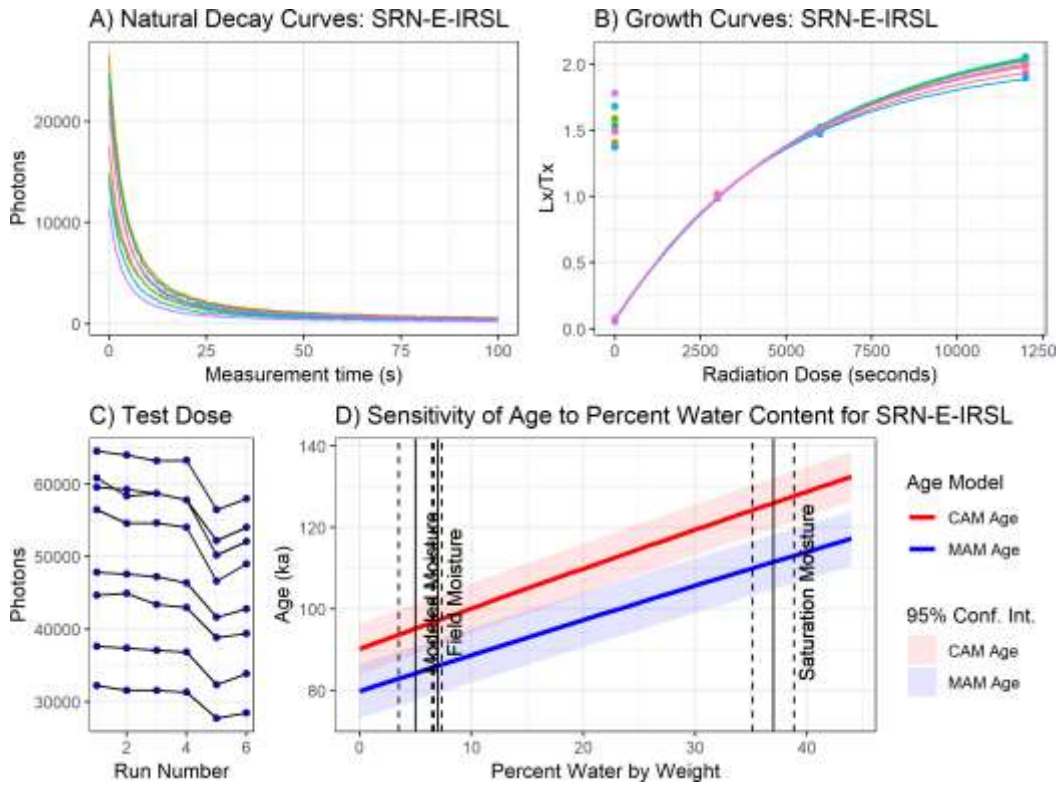 A) Natural Decay Curves: SRN-E-IRSL
Photons
20000
10000
0
0 25 50 75 100
Measurement time (s)
B) Growth Curves: SRN-E-IRSL
Lx/Tx
2.0
1.5
1.0
0.5
0.0
0 2500 5000 7500 10000 12500
Radiation Dose (seconds)
C) Test Dose
Photons
60000
50000
40000
30000
2 4 6
Run Number
D) Sensitivity of Age to Percent Water Content for SRN-E-IRSL
Age (ka)
140
120
100
80
Modeled Moisture
Field Moisture
Saturation Moisture
0 10 20 30 40
Percent Water by Weight
Age Model
CAM Age
MAM Age
95% Conf. Int.
CAM Age
MAM Age